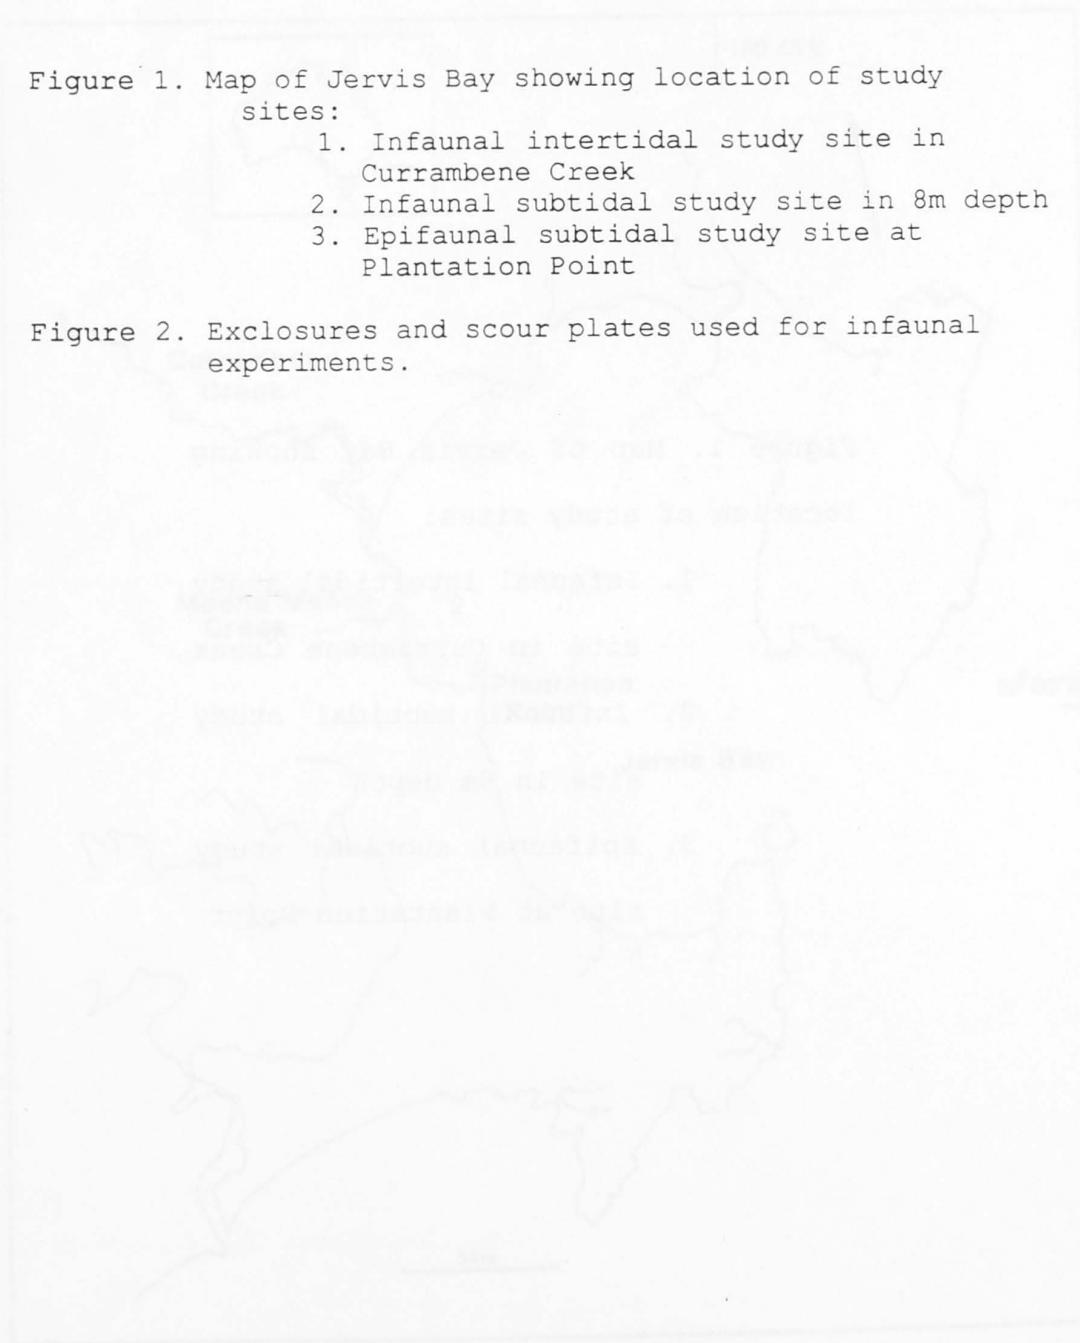 Figure 1. Map of Jervis Bay showing location of study
sites:
1. Infaunal intertidal study site in
Currambene Creek
2. Infaunal subtidal study site in 8m depth
3. Epifaunal subtidal study site at
Plantation Point
Figure 2. Exclosures and scour plates used for infaunal
experiments.